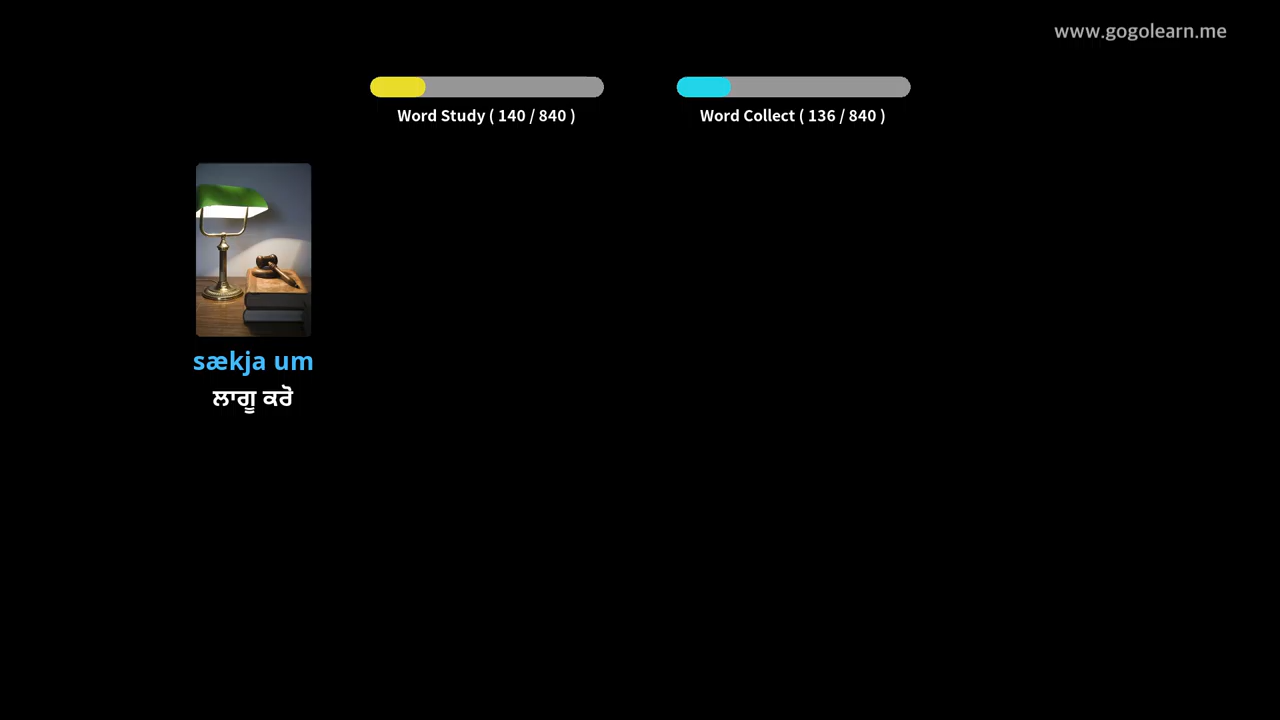 www.gogolearn.me
Word Study ( 140 / 840 )
Word Collect ( 136 / 840 )
sækja um
ਲਾਗੂ ਕਰੋ